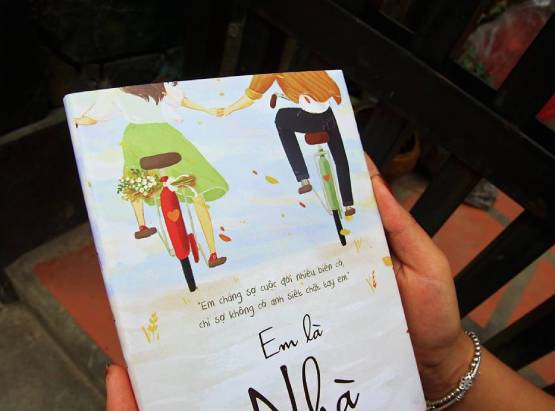 "Em chẳng sợ cuộc đời nhiều biến cố,
chỉ sợ không có anh siết chặt tay em"
Em là
Nhà